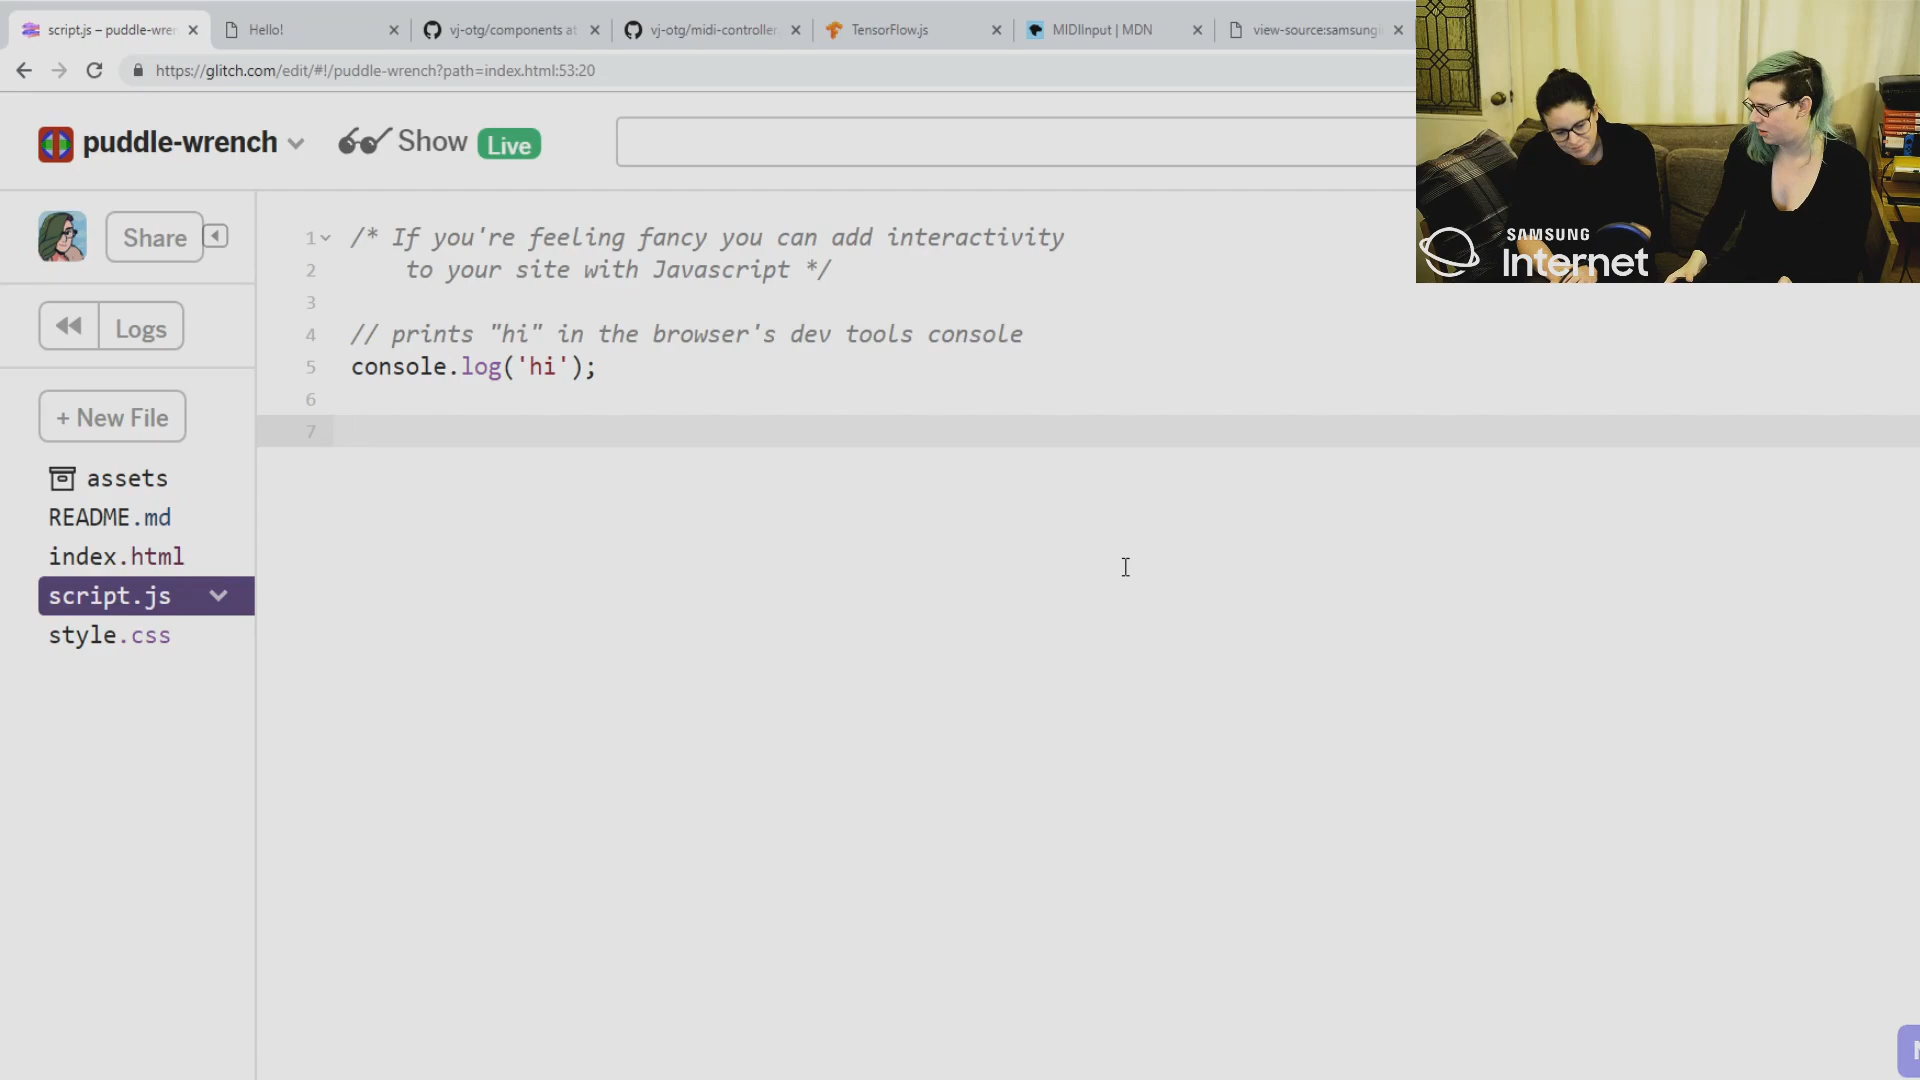 script.js – puddle-wren
Hello!
vj-otg/components at
vj-otg/midi-controller
TensorFlow.js
MIDIInput | MDN
view-source:samsungi
https://glitch.com/edit/#!/puddle-wrench?path=index.html:53:20
puddle-wrench
Show
Live
Share
Logs
+ New File
assets
README.md
index.html
script.js
style.css
1
/* If you're feeling fancy you can add interactivity
2
to your site with Javascript */
3
4
// prints "hi" in the browser's dev tools console
5
console.log('hi');
6
7
SAMSUNG
Internet